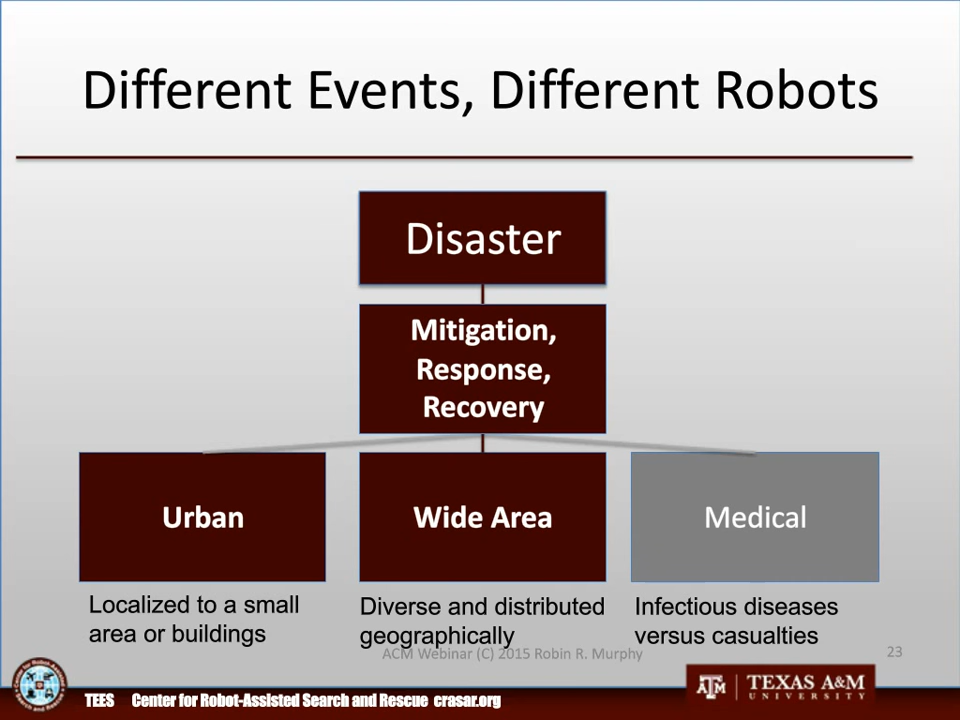 Different Events, Different Robots
Disaster
Mitigation,
Response,
Recovery
Urban
Wide Area
Medical
Localized to a small
area or buildings
Diverse and distributed
geographically
Infectious diseases
versus casualties
ACM Webinar (C) 2015 Robin R. Murphy
23
TEES Center for Robot-Assisted Search and Rescue crasar.org
ATM
TEXAS A&M
UNIVERSITY